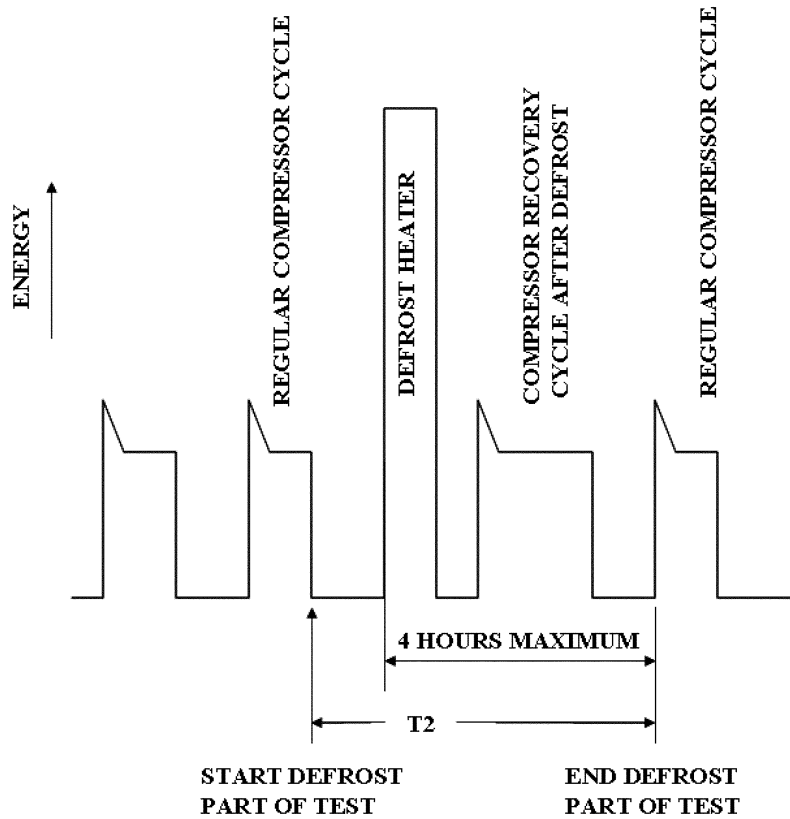 ENERGY
REGULAR COMPRESSOR CYCLE
DEFROST HEATER
COMPRESSOR RECOVERY
CYCLE AFTER DEFROST
REGULAR COMPRESSOR CYCLE
4 HOURS MAXIMUM
T2
START DEFROST
PART OF TEST
END DEFROST
PART OF TEST